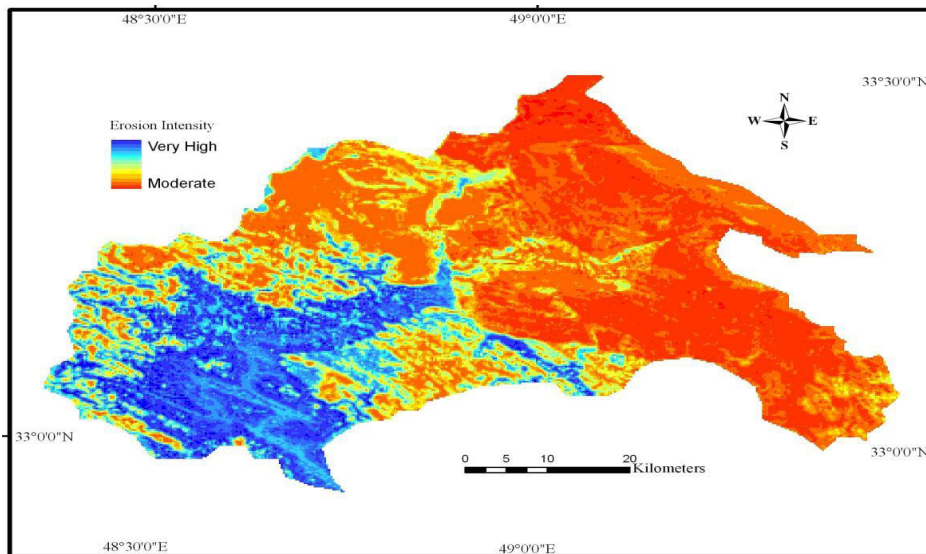 48°30'0"E
49°0'0"E
33°30'0"N
N
W E
S
Erosion Intensity
Very High
Moderate
33°0'0"N
33°0'0"N
0 5 10 20
Kilometers
48°30'0"E
49°0'0"E